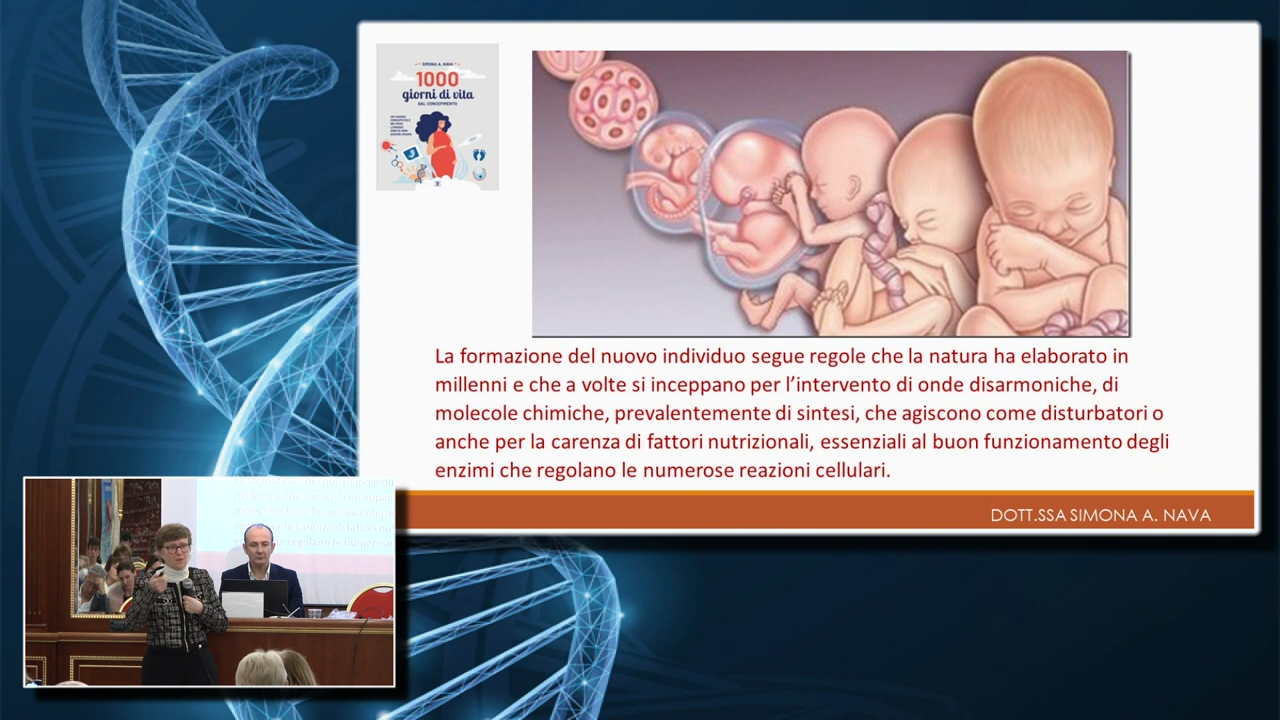 SIMONA A. NAVA
1000
giorni di vita
DAL CONCEPIMENTO
La formazione del nuovo individuo segue regole che la natura ha elaborato in
millenni e che a volte si inceppano per l’intervento di onde disarmoniche, di
molecole chimiche, prevalentemente di sintesi, che agiscono come disturbatori o
anche per la carenza di fattori nutrizionali, essenziali al buon funzionamento degli
enzimi che regolano le numerose reazioni cellulari.
DOTT.SSA SIMONA A. NAVA